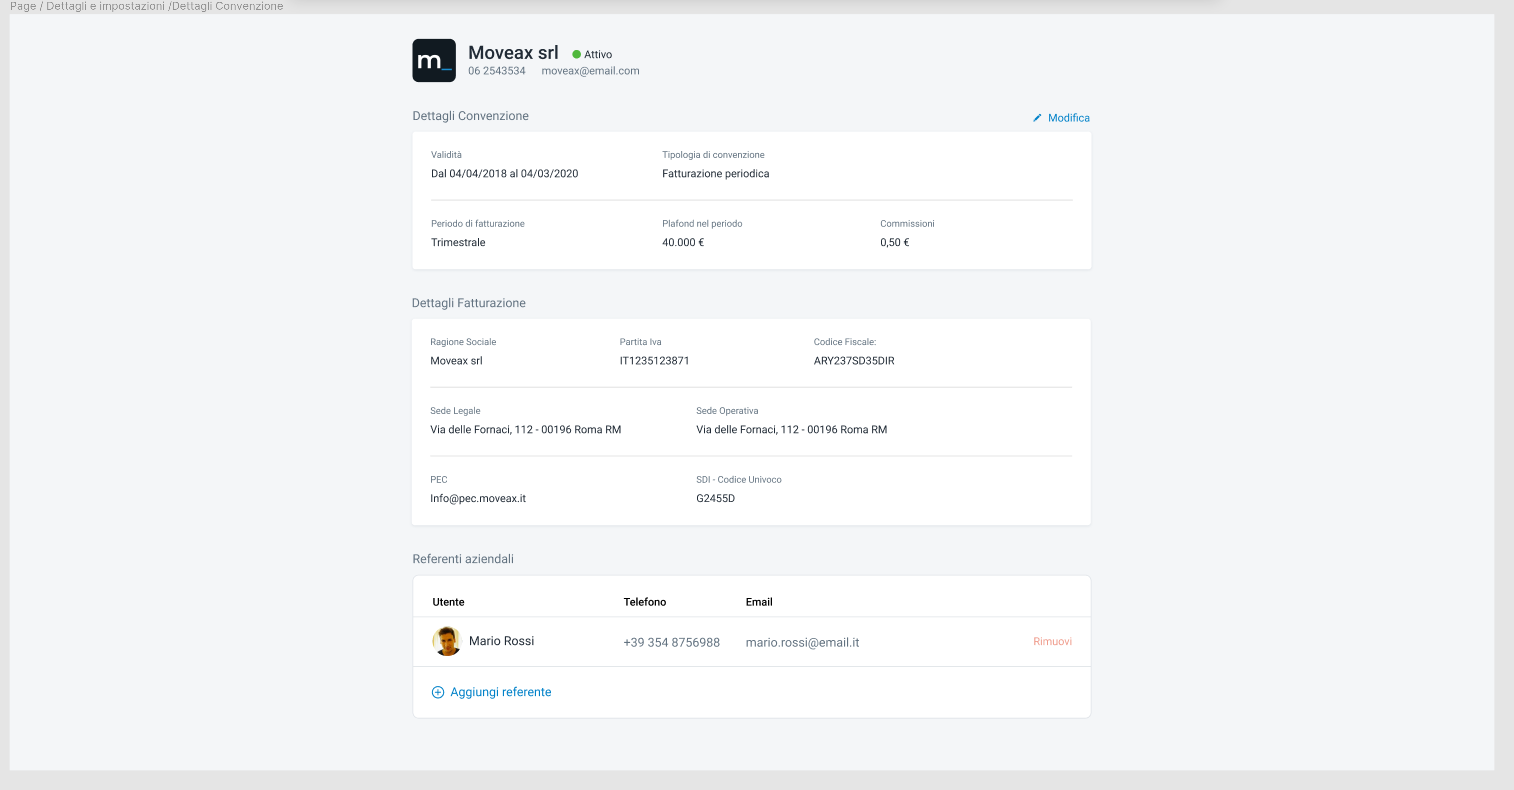 Page / Dettagli e impostazioni /Dettagli Convenzione
m_
Moveax srl Attivo
06 2543534 moveax@email.com
Dettagli Convenzione Modifica
Validità Tipologia di convenzione
Dal 04/04/2018 al 04/03/2020 Fatturazione periodica
Periodo di fatturazione Plafond nel periodo Commissioni
Trimestrale 40.000 € 0,50 €
Dettagli Fatturazione
Ragione Sociale Partita Iva Codice Fiscale:
Moveax srl IT1235123871 ARY237SD35DIR
Sede Legale Sede Operativa
Via delle Fornaci, 112 - 00196 Roma RM Via delle Fornaci, 112 - 00196 Roma RM
PEC SDI - Codice Univoco
Info@pec.moveax.it G2455D
Referenti aziendali
Utente Telefono Email
Mario Rossi +39 354 8756988 mario.rossi@email.it Rimuovi
Aggiungi referente